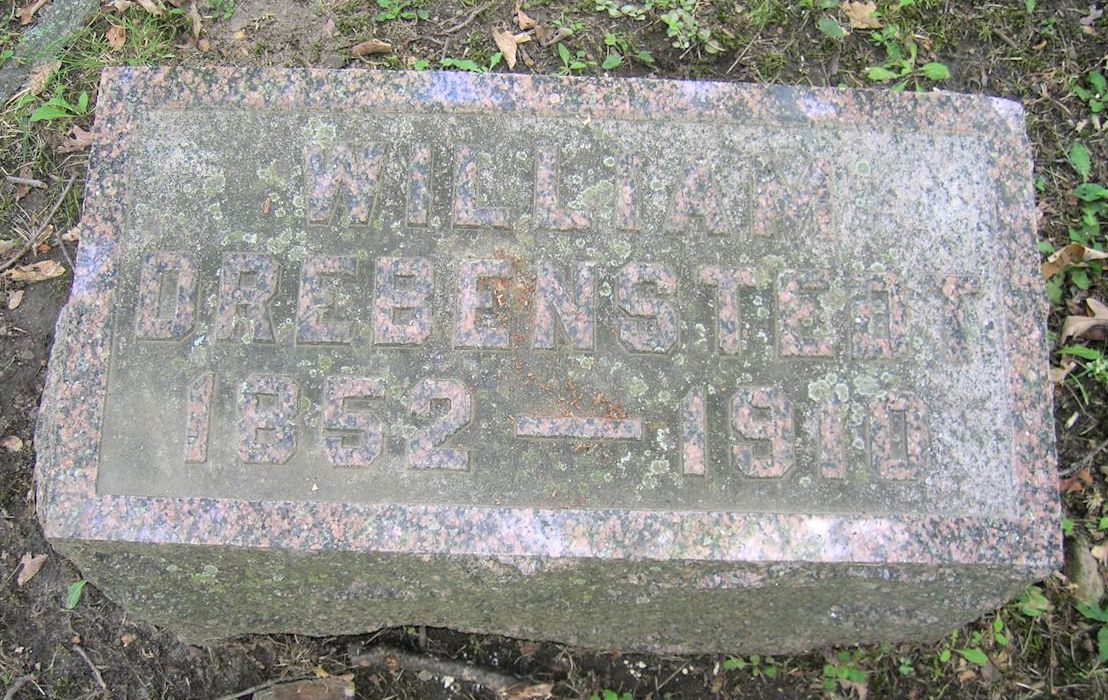 WILLIAM
DREBENSTEDT
1852 — 1910